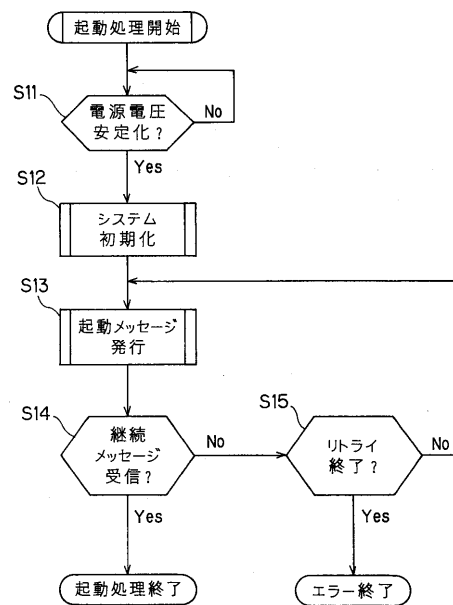 起動処理開始
S11
電源電圧
安定化?
No
Yes
S12
システム
初期化
S13
起動メッセージ
発行
S14
継続
メッセージ
受信?
No
S15
リトライ
終了?
No
Yes
Yes
起動処理終了
エラー終了